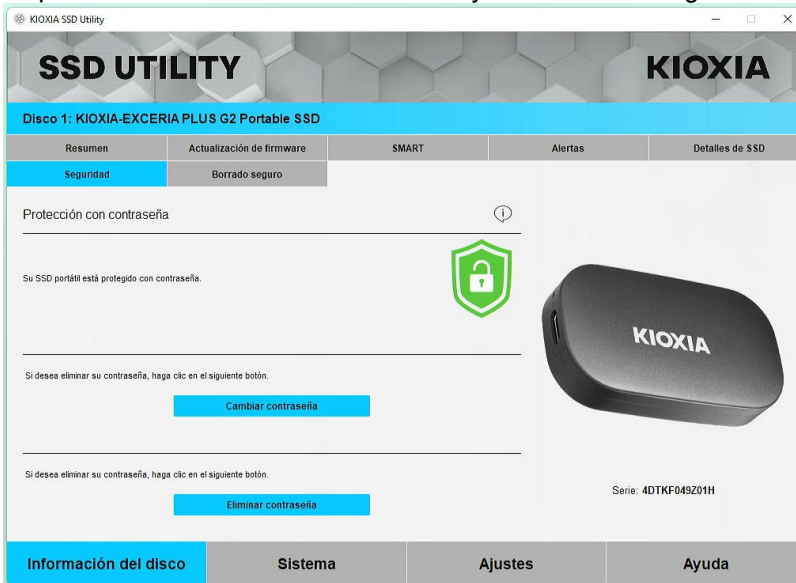 KIOXIA SSD Utility
SSD UTILITY
KIOXIA
Disco 1: KIOXIA-EXCERIA PLUS G2 Portable SSD
Resumen Actualización de firmware SMART Alertas Detalles de SSD
Seguridad Borrado seguro
Protección con contraseña
Su SSD portátil está protegido con contraseña.
KIOXIA
Si desea eliminar su contraseña, haga clic en el siguiente botón.
Cambiar contraseña
Si desea eliminar su contraseña, haga clic en el siguiente botón.
Serie: 4DTKF049Z01H
Eliminar contraseña
Información del disco Sistema Ajustes Ayuda